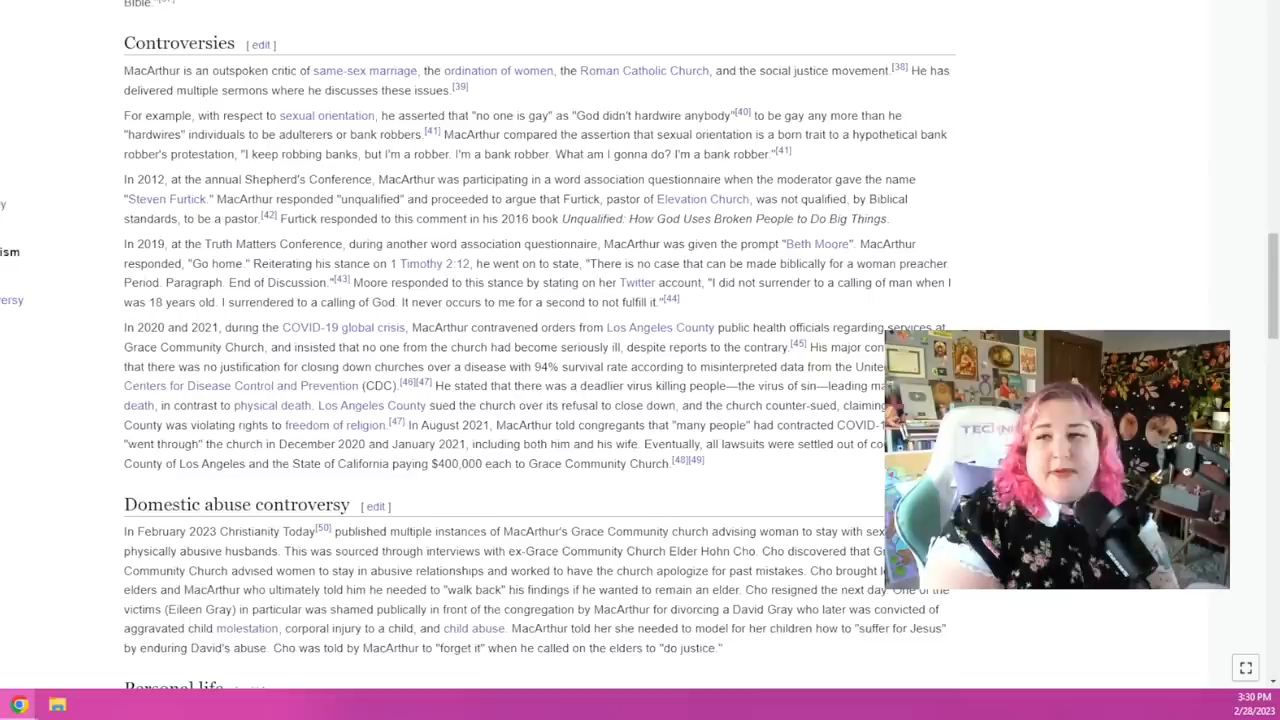 Bible."
Controversies [ edit ]
MacArthur is an outspoken critic of same-sex marriage, the ordination of women, the Roman Catholic Church, and the social justice movement.[38] He has
delivered multiple sermons where he discusses these issues.[39]
For example, with respect to sexual orientation, he asserted that "no one is gay" as "God didn't hardwire anybody"[40] to be gay any more than he
"hardwires" individuals to be adulterers or bank robbers.[41] MacArthur compared the assertion that sexual orientation is a born trait to a hypothetical bank
robber's protestation, "I keep robbing banks, but I'm a robber. I'm a bank robber. What am I gonna do? I'm a bank robber."[41]
In 2012, at the annual Shepherd's Conference, MacArthur was participating in a word association questionnaire when the moderator gave the name
"Steven Furtick." MacArthur responded "unqualified" and proceeded to argue that Furtick, pastor of Elevation Church, was not qualified, by Biblical
standards, to be a pastor.[42] Furtick responded to this comment in his 2016 book Unqualified: How God Uses Broken People to Do Big Things.
ism
In 2019, at the Truth Matters Conference, during another word association questionnaire, MacArthur was given the prompt "Beth Moore". MacArthur
responded, "Go home." Reiterating his stance on 1 Timothy 2:12, he went on to state, "There is no case that can be made biblically for a woman preacher.
Period. Paragraph. End of Discussion."[43] Moore responded to this stance by stating on her Twitter account, "I did not surrender to a calling of man when I
was 18 years old. I surrendered to a calling of God. It never occurs to me for a second to not fulfill it."[44]
ersy
In 2020 and 2021, during the COVID-19 global crisis, MacArthur contravened orders from Los Angeles County public health officials regarding services at
Grace Community Church, and insisted that no one from the church had become seriously ill, despite reports to the contrary.[45] His major con
that there was no justification for closing down churches over a disease with 94% survival rate according to misinterpreted data from the Unite
Centers for Disease Control and Prevention (CDC).[46][47] He stated that there was a deadlier virus killing people—the virus of sin—leading ma
death, in contrast to physical death. Los Angeles County sued the church over its refusal to close down, and the church counter-sued, claiming
County was violating rights to freedom of religion.[47] In August 2021, MacArthur told congregants that "many people" had contracted COVID-1
"went through" the church in December 2020 and January 2021, including both him and his wife. Eventually, all lawsuits were settled out of co
County of Los Angeles and the State of California paying $400,000 each to Grace Community Church.[48][49]
Domestic abuse controversy [ edit ]
In February 2023 Christianity Today[50] published multiple instances of MacArthur's Grace Community church advising woman to stay with sex
physically abusive husbands. This was sourced through interviews with ex-Grace Community Church Elder Hohn Cho. Cho discovered that G
Community Church advised women to stay in abusive relationships and worked to have the church apologize for past mistakes. Cho brought
elders and MacArthur who ultimately told him he needed to "walk back" his findings if he wanted to remain an elder. Cho resigned the next day. One of the
victims (Eileen Gray) in particular was shamed publically in front of the congregation by MacArthur for divorcing a David Gray who later was convicted of
aggravated child molestation, corporal injury to a child, and child abuse. MacArthur told her she needed to model for her children how to "suffer for Jesus"
by enduring David's abuse. Cho was told by MacArthur to "forget it" when he called on the elders to "do justice."
Personal life
3:30 PM
2/28/2023